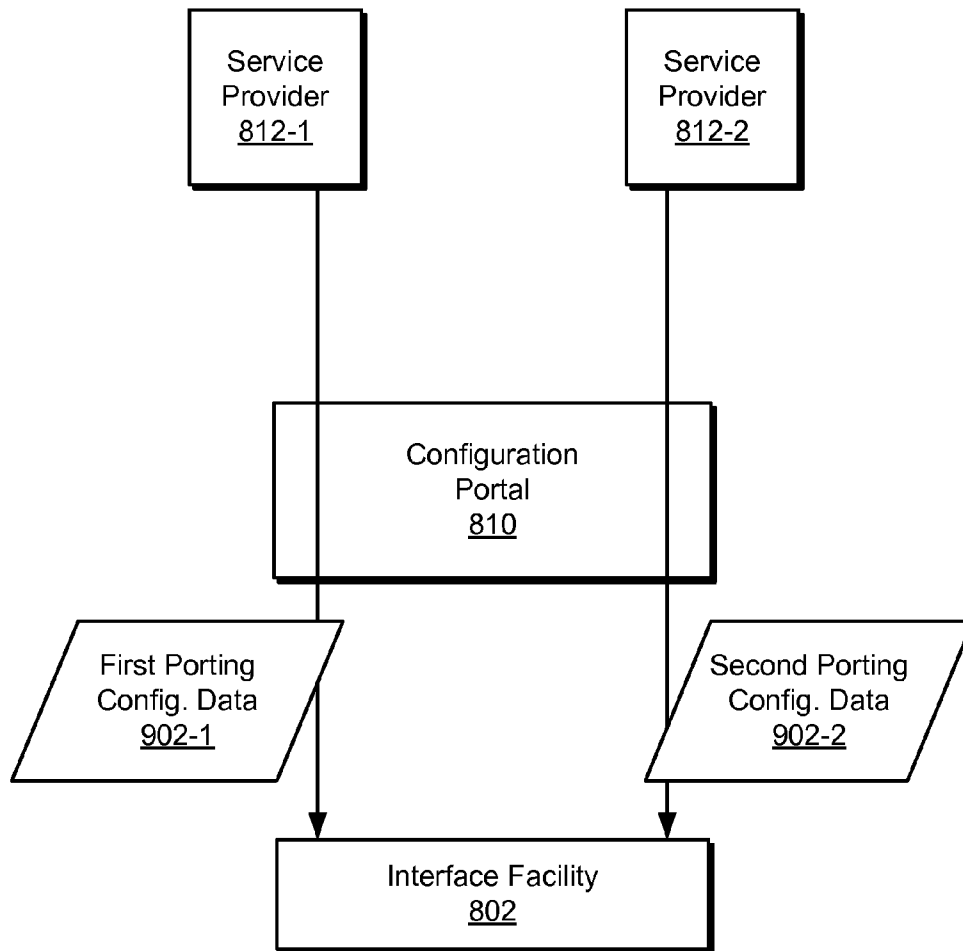 Service
Provider
812-1
Service
Provider
812-2
Configuration
Portal
810
First Porting
Config. Data
902-1
Second Porting
Config. Data
902-2
Interface Facility
802